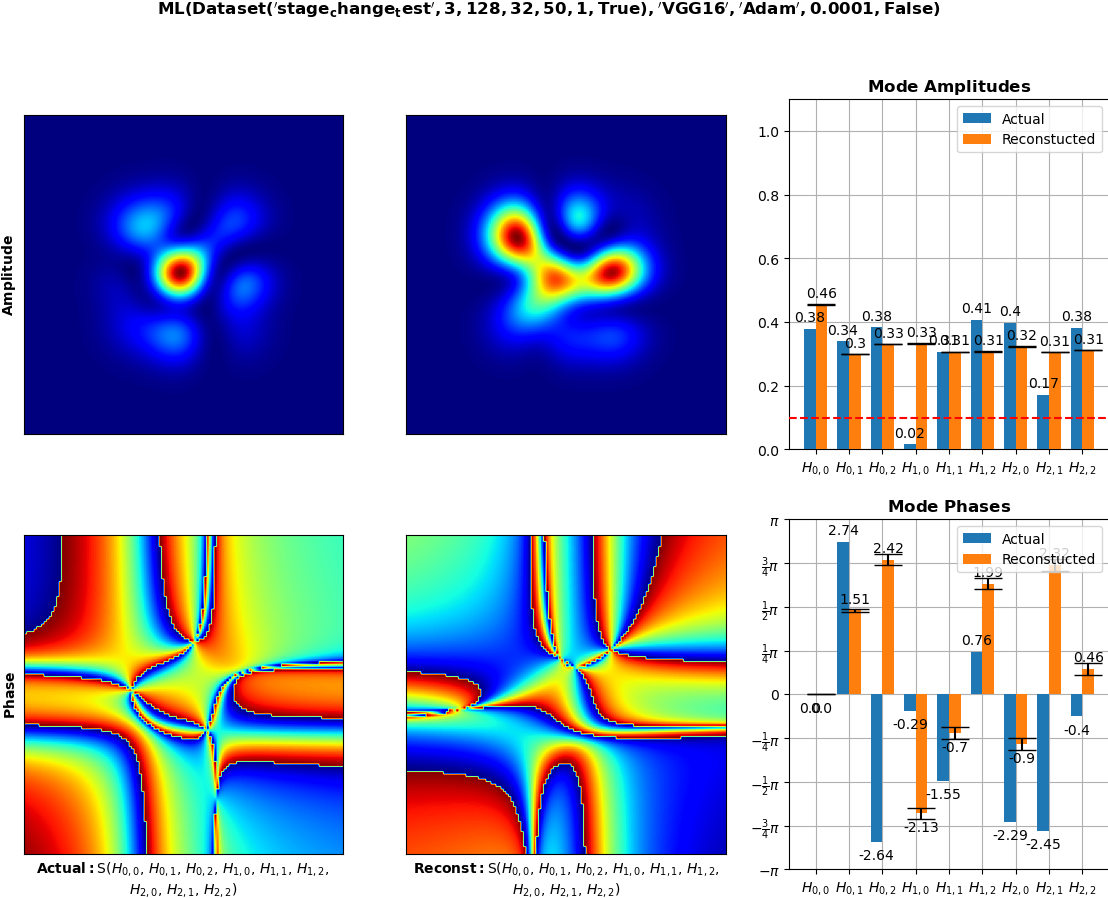 ML(Dataset('stage_change_test', 3, 128, 32, 50, 1, True), 'VGG16', 'Adam', 0.0001, False)
Amplitude
Mode Amplitudes
Actual
Reconstucted
1.0
0.8
0.6
0.4
0.2
0.0
0.38 0.46 0.34 0.3 0.38 0.33 0.02 0.33 0.31 0.31 0.41 0.31 0.4 0.32 0.17 0.31 0.38 0.31
H0,0 H0,1 H0,2 H1,0 H1,1 H1,2 H2,0 H2,1 H2,2
Phase
Actual: S(H0,0, H0,1, H0,2, H1,0, H1,1, H1,2,
H2,0, H2,1, H2,2)
Reconst: S(H0,0, H0,1, H0,2, H1,0, H1,1, H1,2,
H2,0, H2,1, H2,2)
Mode Phases
Actual
Reconstucted
π
3/4π
1/2π
1/4π
0
−1/4π
−1/2π
−3/4π
−π
0.0 0.0 2.74 1.51 -2.64 2.42 -0.29 -2.13 -1.55 -0.7 0.76 1.99 -2.29 -0.9 -2.45 2.32 -0.4 0.46
H0,0 H0,1 H0,2 H1,0 H1,1 H1,2 H2,0 H2,1 H2,2